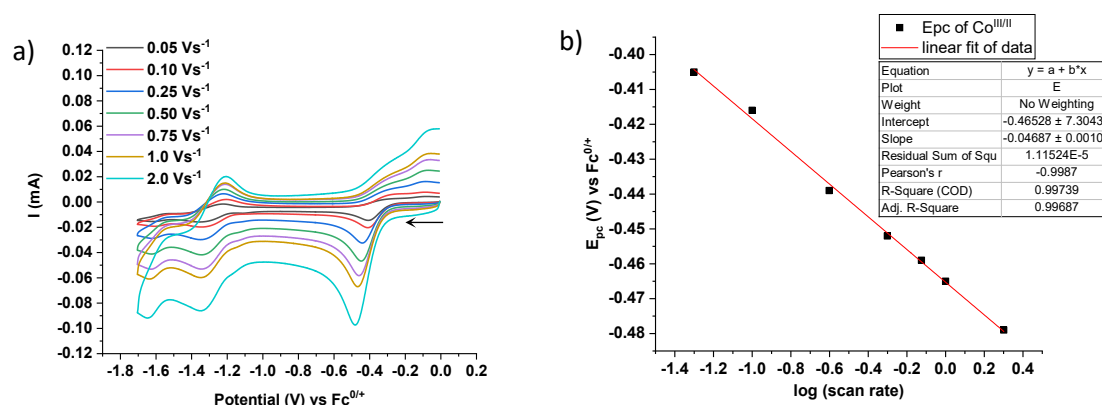 a)
0.12
0.10
0.08
0.06
0.04
0.02
0.00
-0.02
-0.04
-0.06
-0.08
-0.10
0.12
I (mA)
0.05 Vs⁻¹
0.10 Vs⁻¹
0.25 Vs⁻¹
0.50 Vs⁻¹
0.75 Vs⁻¹
1.0 Vs⁻¹
2.0 Vs⁻¹
-1.8 -1.6 -1.4 -1.2 -1.0 -0.8 -0.6 -0.4 -0.2 0.0 0.2
Potential (V) vs Fc⁰ᐟ⁺
b)
-0.40
-0.41
-0.42
-0.43
-0.44
-0.45
-0.46
-0.47
-0.48
Epc (V) vs Fc⁰ᐟ⁺
Epc of Coᴵᴵᴵᐟᴵᴵ
linear fit of data
Equation y = a + b*x
Plot E
Weight No Weighting
Intercept -0.46528 ± 7.3043
Slope -0.04687 ± 0.0010
Residual Sum of Squ 1.11524E-5
Pearson's r -0.9987
R-Square (COD) 0.99739
Adj. R-Square 0.99687
-1.4 -1.2 -1.0 -0.8 -0.6 -0.4 -0.2 0.0 0.2 0.4
log (scan rate)